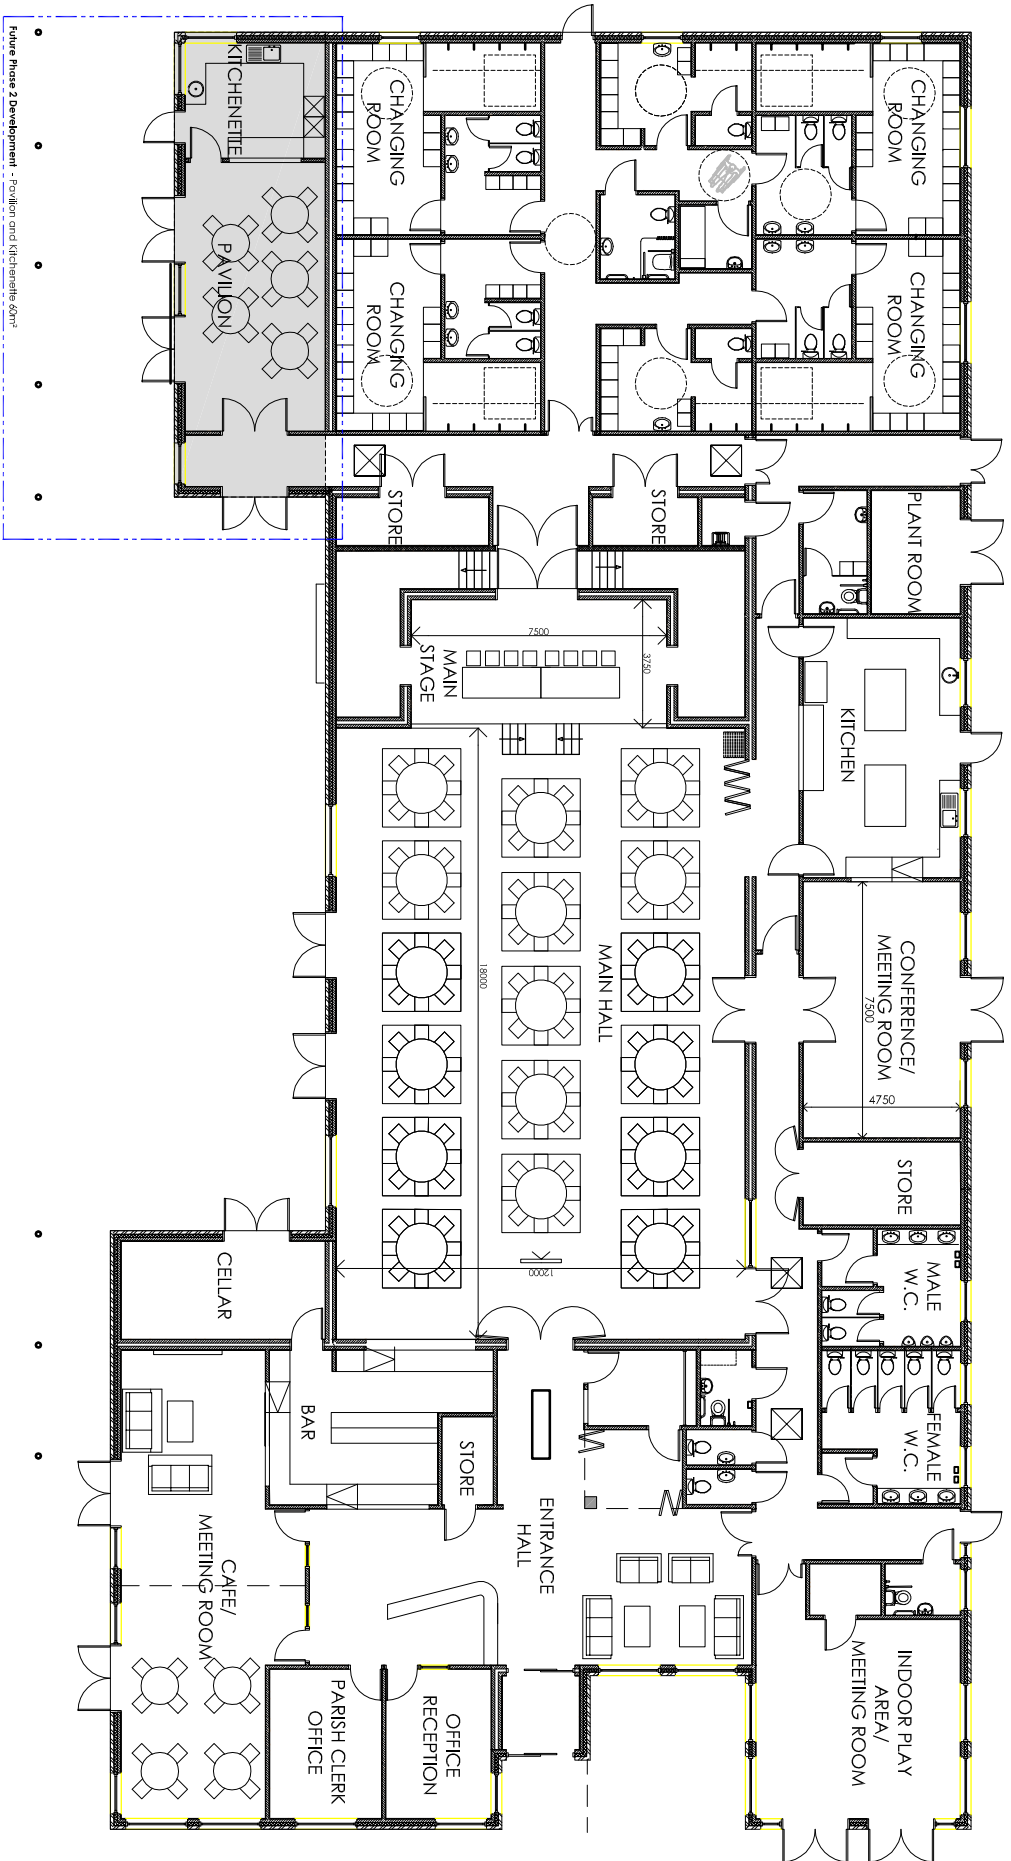 Future Phase 2 Development - Pavilion and Kitchenette 60m²
KITCHENETTE
PAVILION
CHANGING
ROOM
CHANGING
ROOM
CHANGING
ROOM
CHANGING
ROOM
STORE
STORE
PLANT ROOM
7500
3750
MAIN
STAGE
KITCHEN
18000
MAIN HALL
12000
CONFERENCE/
MEETING ROOM
7500
4750
STORE
MALE
W.C.
FEMALE
W.C.
CELLAR
BAR
STORE
ENTRANCE
HALL
CAFE/
MEETING ROOM
PARISH CLERK
OFFICE
OFFICE
RECEPTION
INDOOR PLAY
AREA/
MEETING ROOM